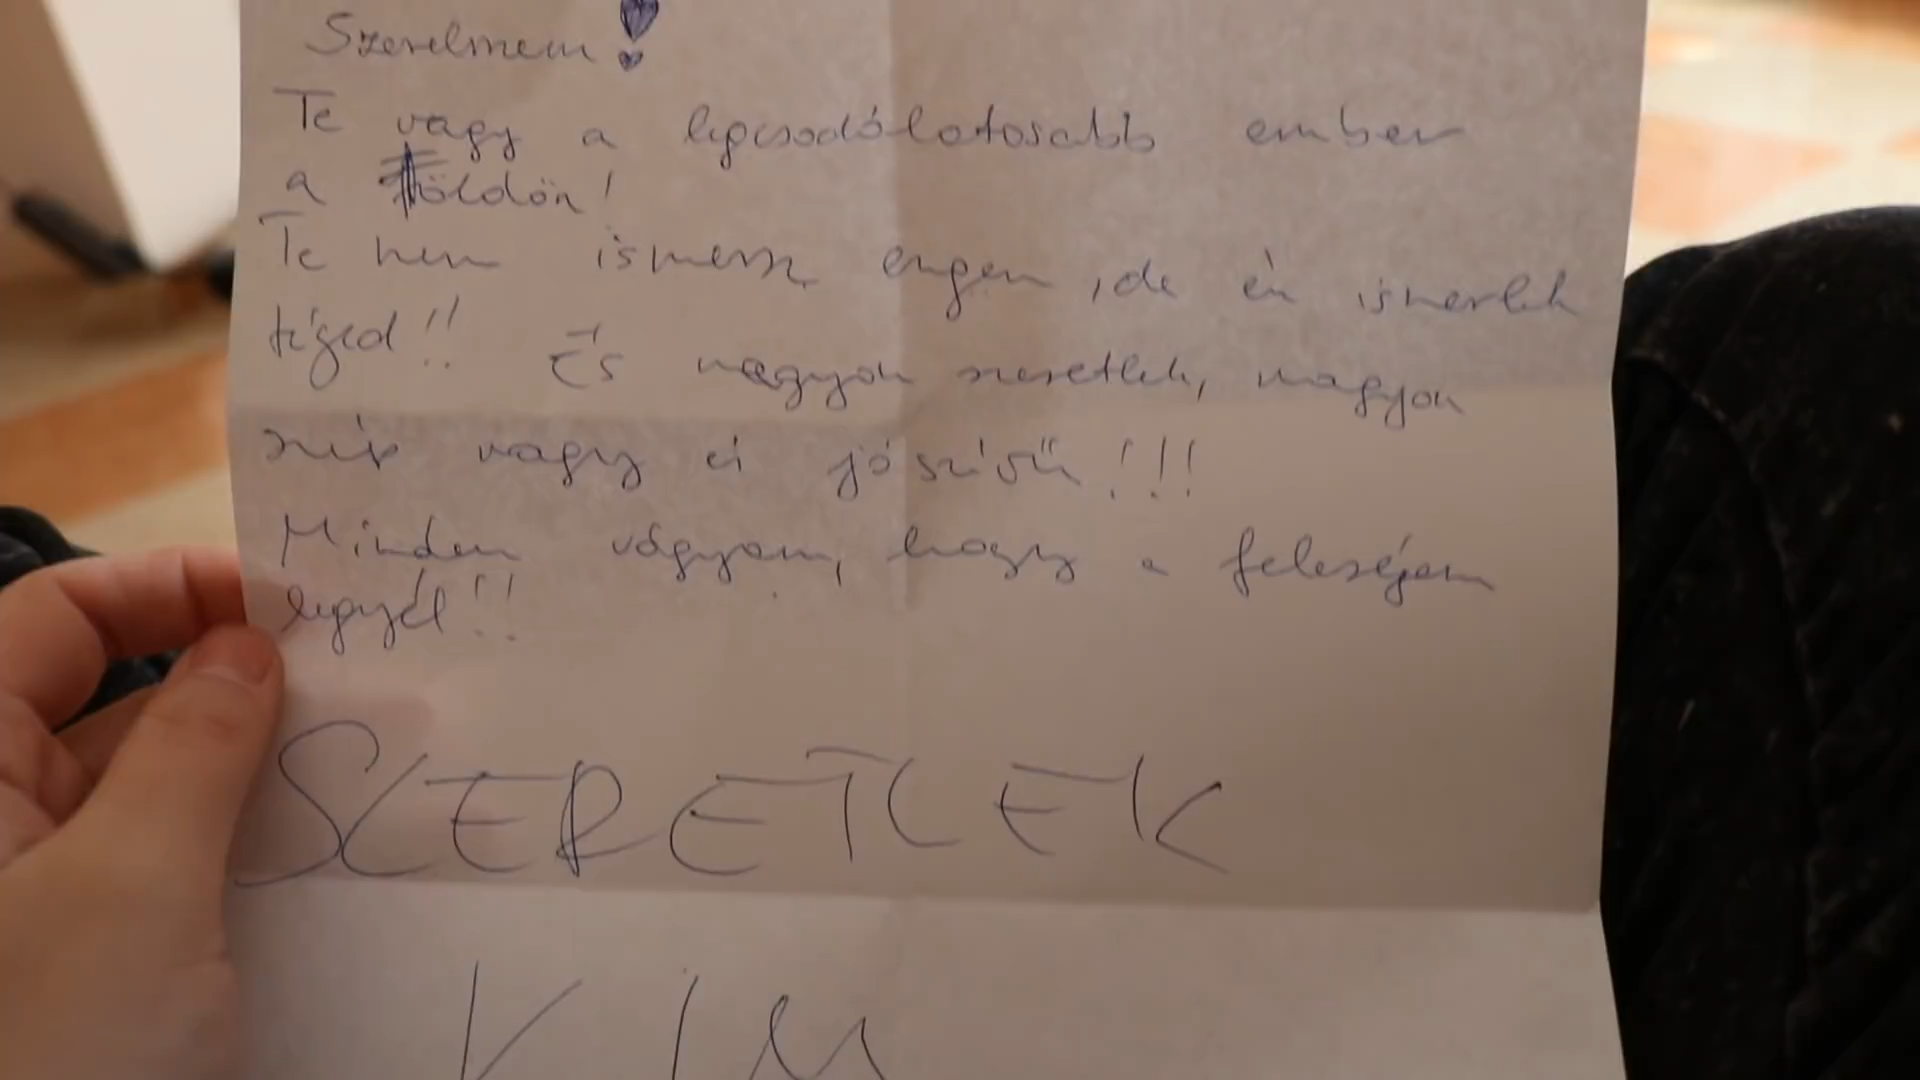 Szerelmem!
Te vagy a legcsodálatosabb ember
a Földön!
Te nem ismersz engem, de én ismerlek
téged!! És nagyon szeretlek, nagyon
szép vagy és jószívű!!!
Minden vágyam, hogy a feleségem
legyél!!
SZERETLEK